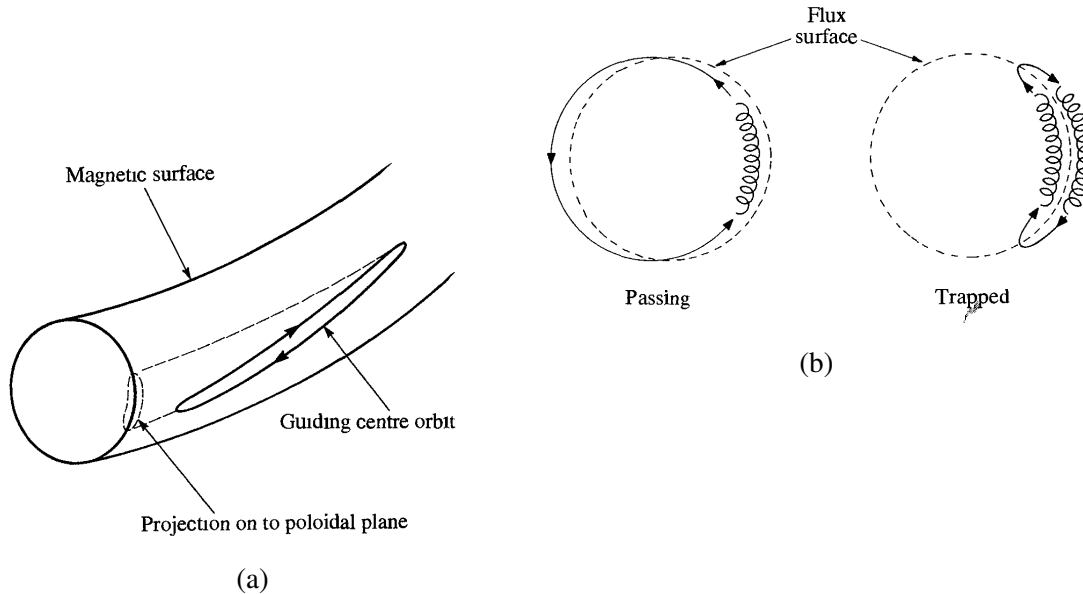 Magnetic surface
Guiding centre orbit
Projection on to poloidal plane
(a)
Flux
surface
Passing
Trapped
(b)